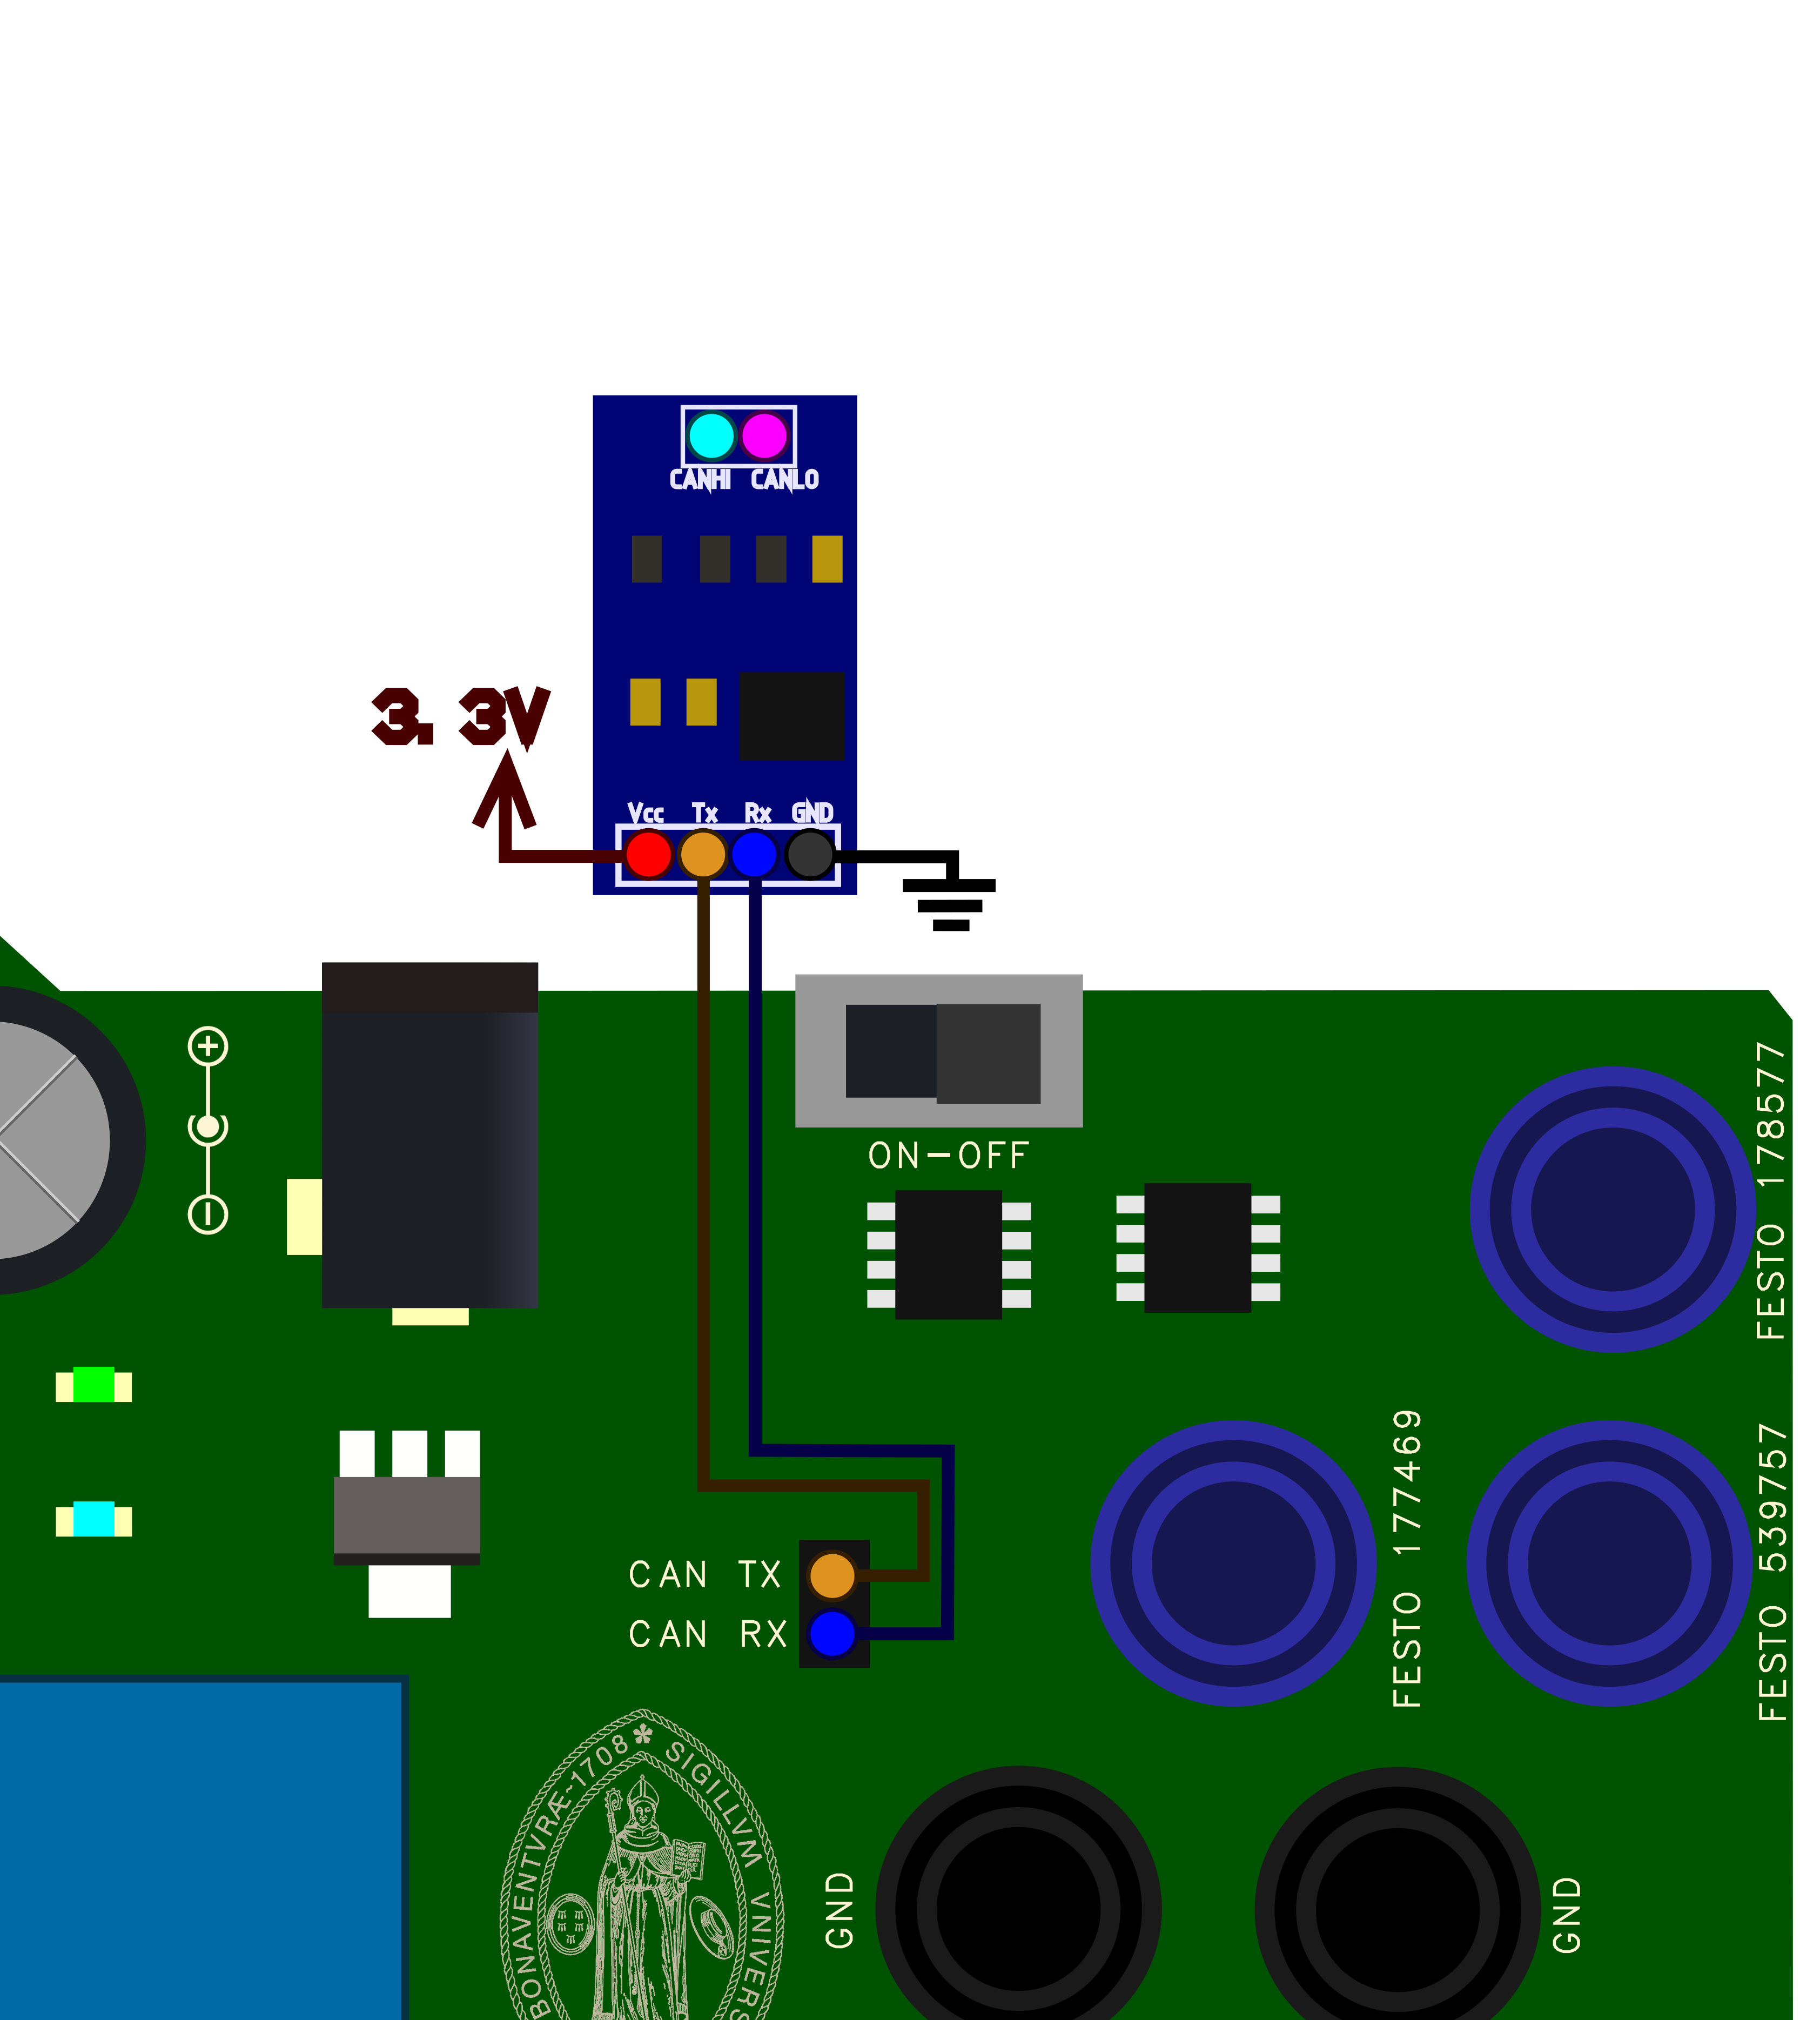 CANHI CANLO
3.3V
Vcc Tx Rx GND
ON-OFF
FESTO 178577
FESTO 177469
FESTO 539757
CAN TX
CAN RX
BONAVENTVRÆ~1708* SIGILLVM VNIVERS
GND
GND